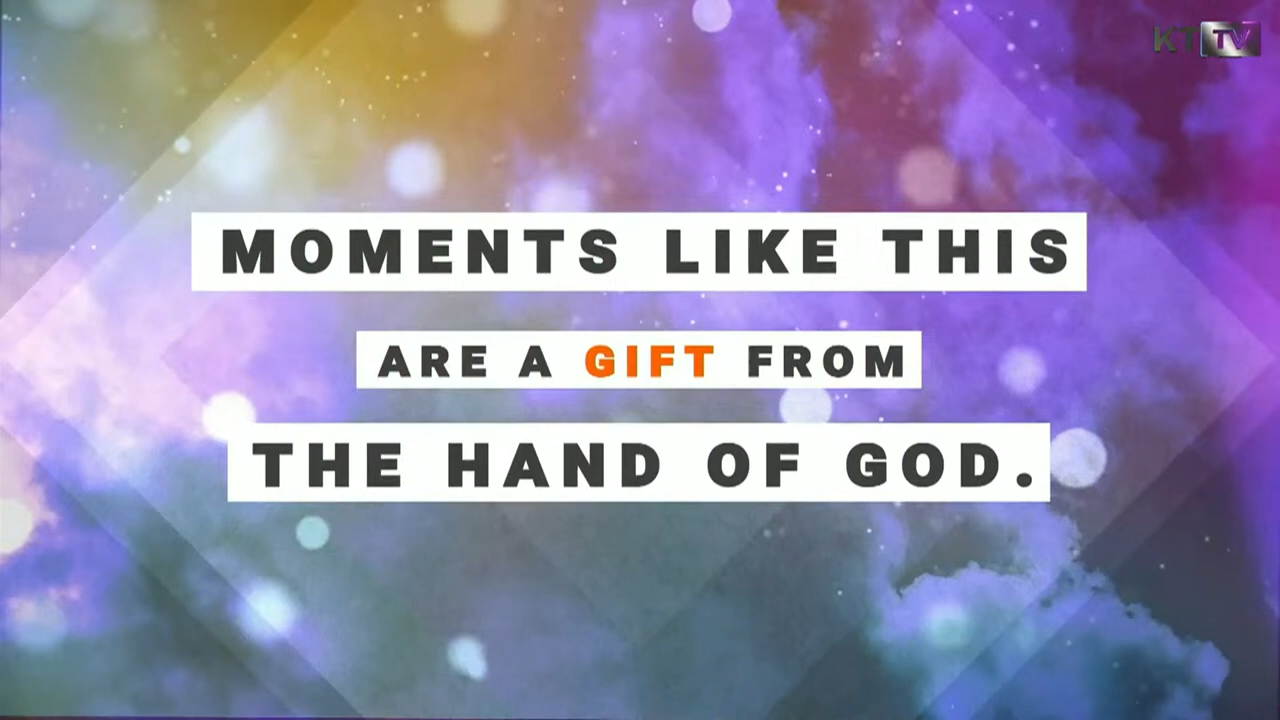 KTTV
MOMENTS LIKE THIS
ARE A GIFT FROM
THE HAND OF GOD.